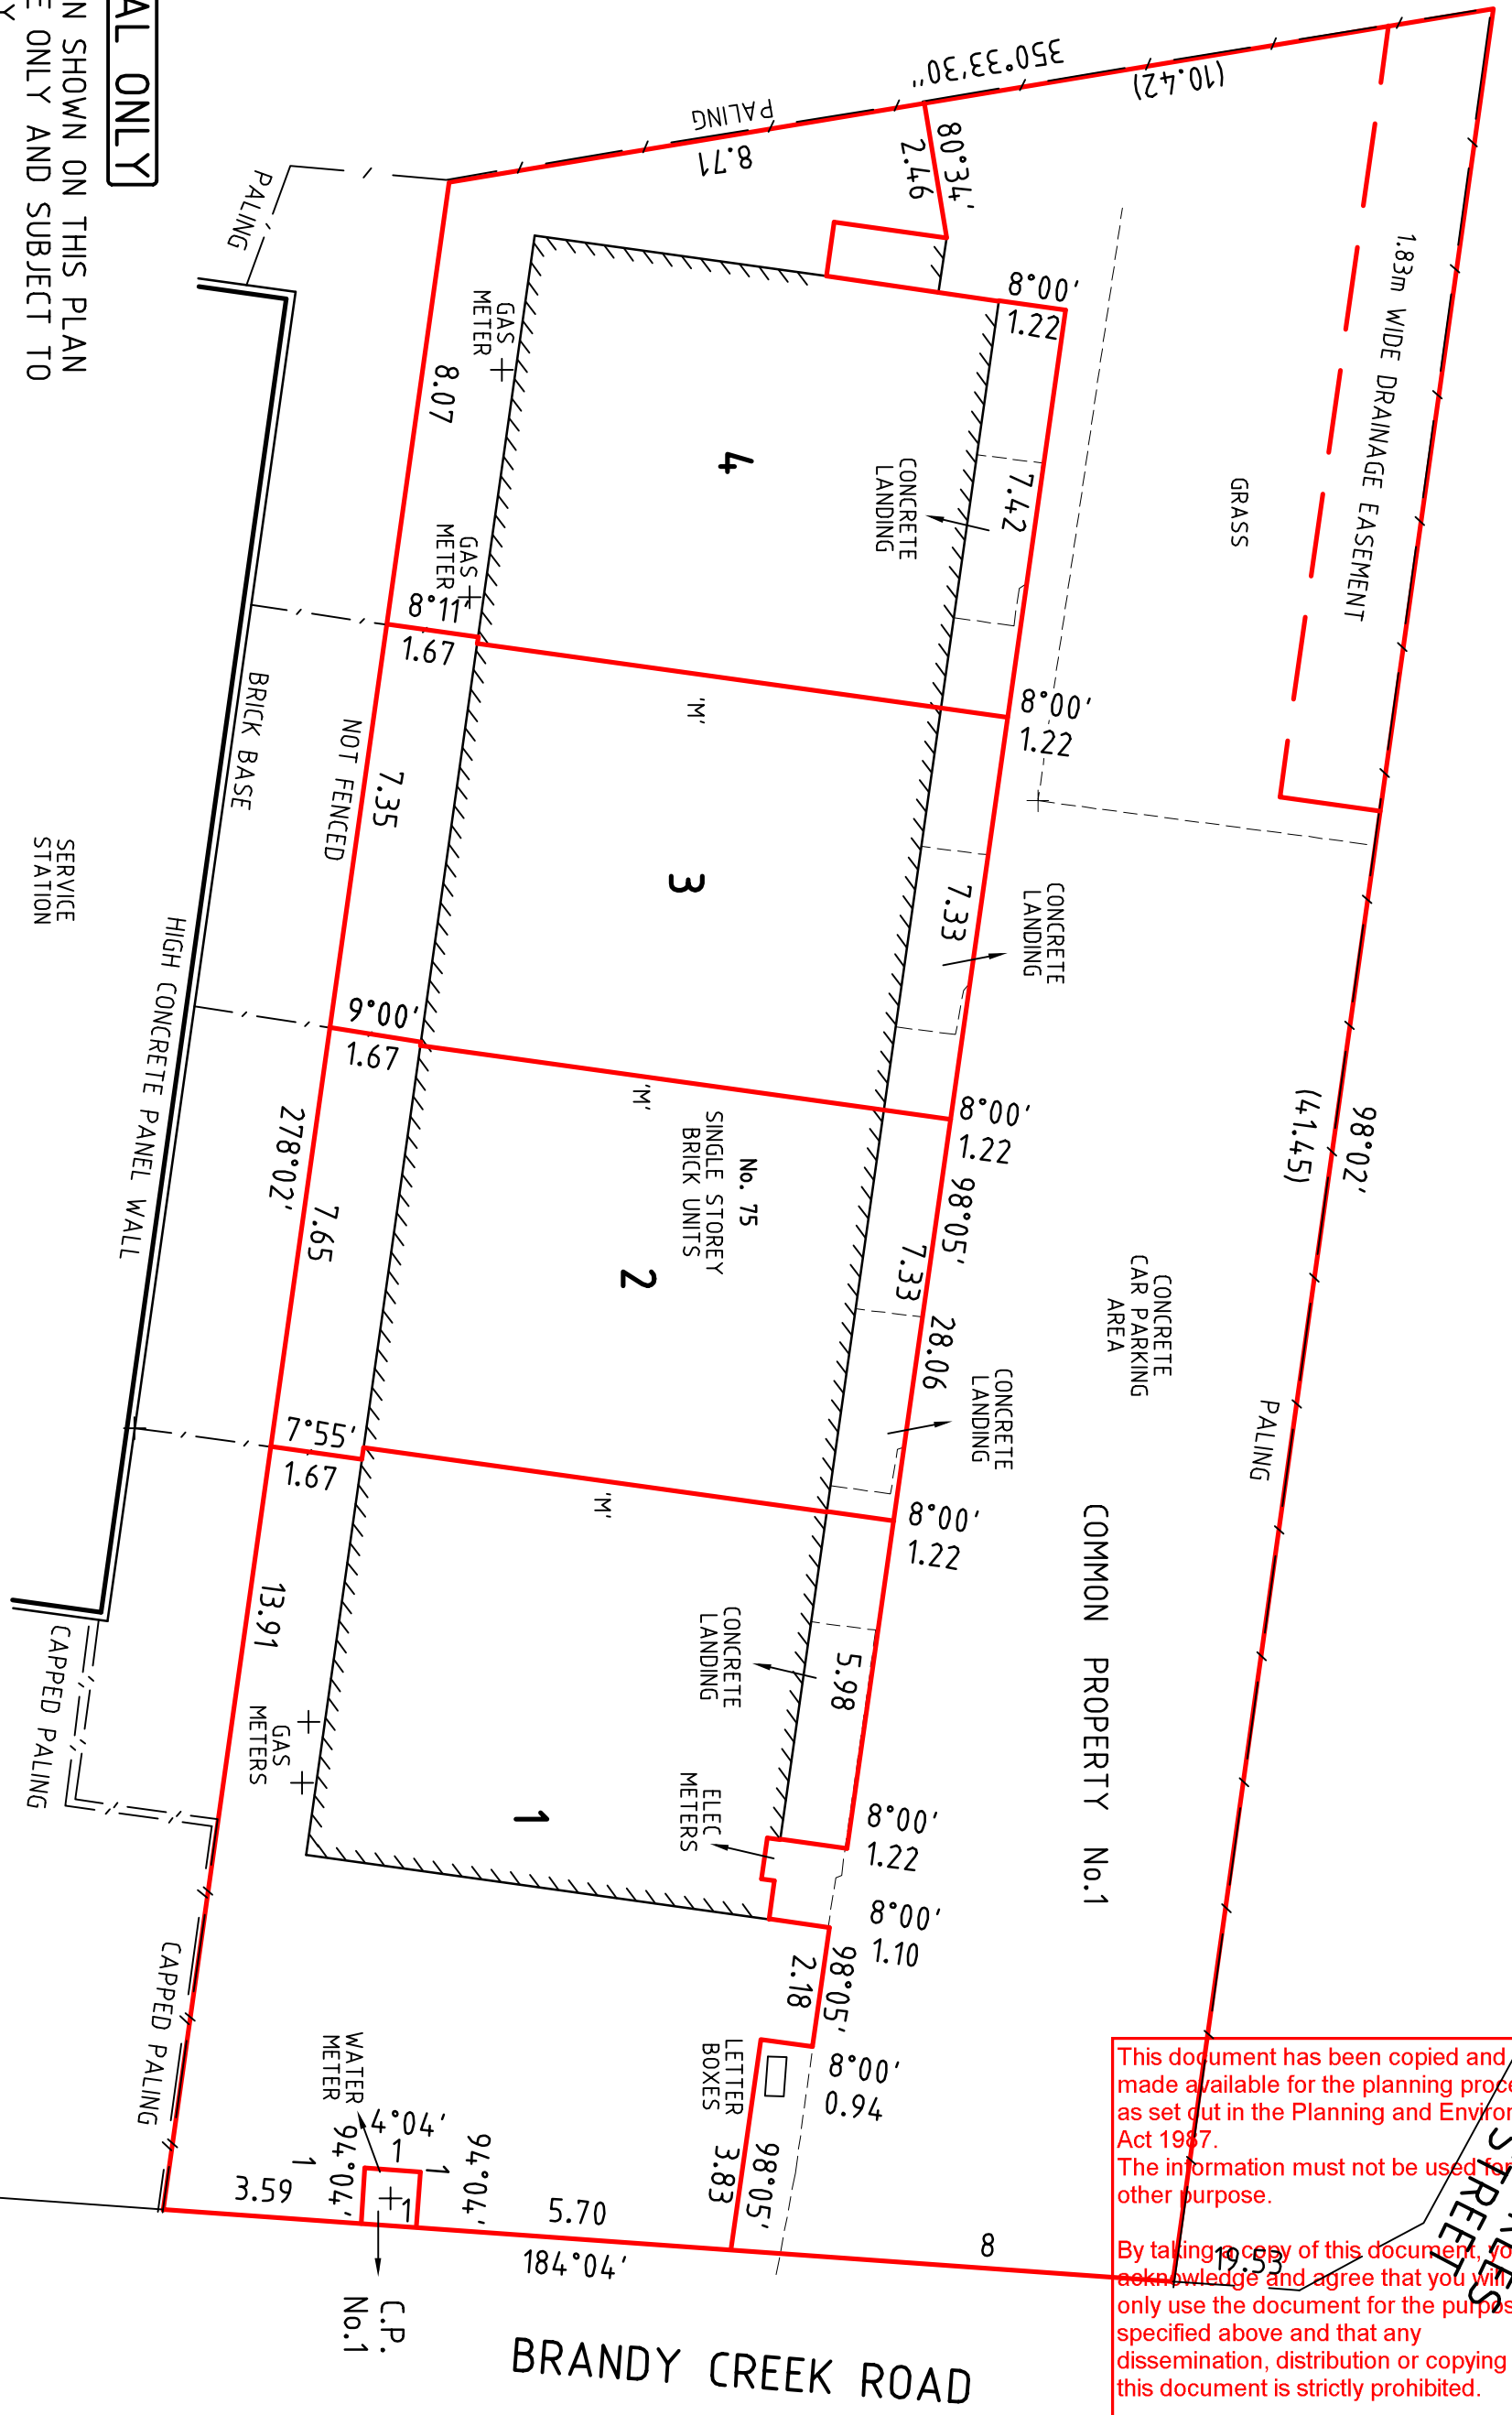 AL ONLY
N SHOWN ON THIS PLAN
E ONLY AND SUBJECT TO
350°33'30"
(10.42)
PALING
8.71
80°34'
2.46
PALING
1.83m WIDE DRAINAGE EASEMENT
8°00'
1.22
GAS
METER
8.07
4
CONCRETE
LANDING
7.42
GRASS
GAS
METER
8°11'
1.67
'M'
8°00'
1.22
BRICK BASE
NOT FENCED
7.35
3
7.33
CONCRETE
LANDING
SERVICE
STATION
HIGH CONCRETE PANEL WALL
9°00'
1.67
'M'
8°00'
1.22
98°02'
(41.45)
278°02'
7.65
No. 75
SINGLE STOREY
BRICK UNITS
2
98°05'
7.33
28.06
CONCRETE
LANDING
CONCRETE
CAR PARKING
AREA
PALING
7°55'
1.67
'M'
8°00'
1.22
COMMON PROPERTY No.1
13.91
CONCRETE
LANDING
5.98
CAPPED PALING
GAS
METERS
ELEC
METERS
1
8°00'
1.22
8°00'
1.10
98°05'
2.18
CAPPED PALING
WATER
METER
LETTER
BOXES
8°00'
0.94
4°04'
1
94°04'
1
94°04'
1
1
98°05'
3.83
3.59
5.70
184°04'
8
19.53
STREET
C.P.
No.1
BRANDY CREEK ROAD
This document has been copied and
made available for the planning proce
as set out in the Planning and Environ
Act 1987.
The information must not be used for
other purpose.
By taking a copy of this document, yo
acknowledge and agree that you will
only use the document for the purpos
specified above and that any
dissemination, distribution or copying
this document is strictly prohibited.